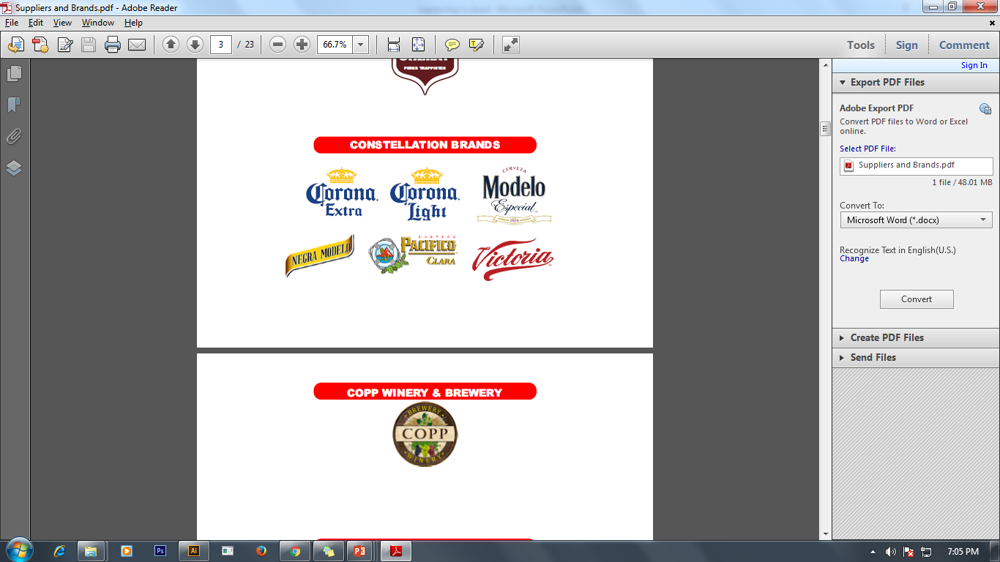 Suppliers and Brands.pdf - Adobe Reader
File Edit View Window Help
3 / 23 66.7%
Tools Sign Comment
Sign In
Export PDF Files
Adobe Export PDF
Convert PDF files to Word or Excel
online.
Select PDF File:
Suppliers and Brands.pdf
1 file / 48.01 MB
Convert To:
Microsoft Word (*.docx)
Recognize Text in English(U.S.)
Change
Convert
Create PDF Files
Send Files
CONSTELLATION BRANDS
Corona
Extra
Corona
Light
CERVEZA
Modelo
Especial
1925
NEGRA MODELO
CERVEZA
PACIFICO
CLARA
Victoria
COPP WINERY & BREWERY
BREWERY
COPP
WINERY
Ps
Ai
7:05 PM